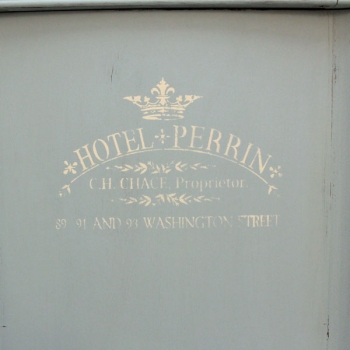 HOTEL PERRIN
C.H. CHACE, Proprietor.
89 91 AND 93 WASHINGTON STREET